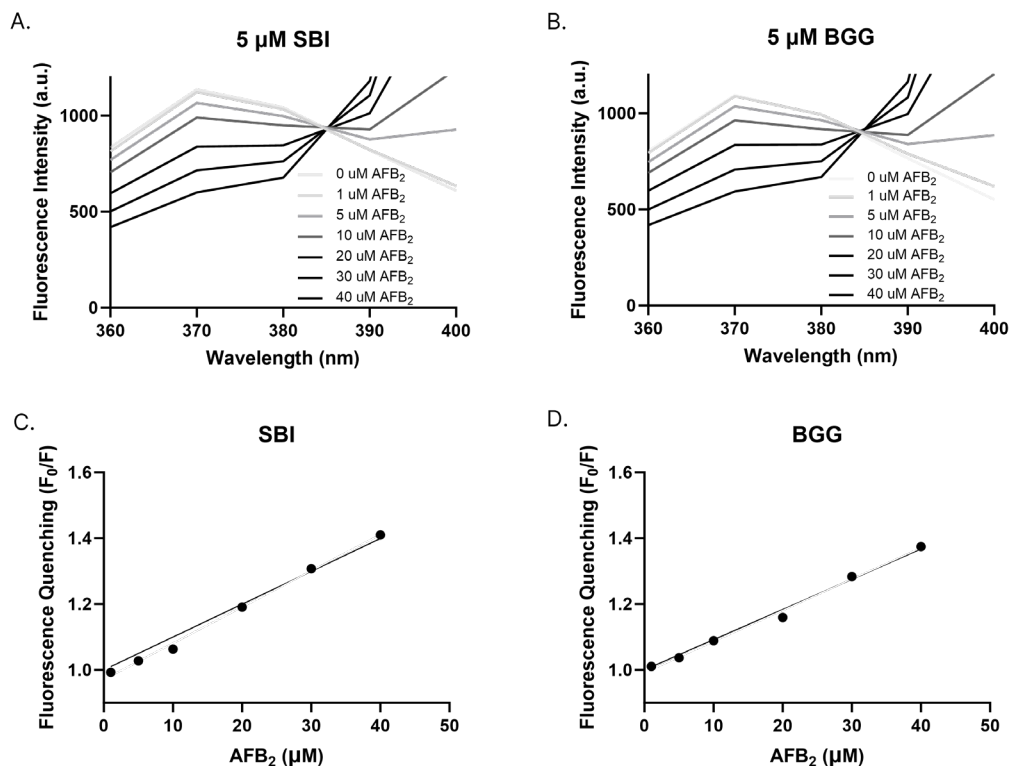 A.
5 µM SBI
Fluorescence Intensity (a.u.)
1000
500
0
360
370
380
390
400
Wavelength (nm)
0 uM AFB₂
1 uM AFB₂
5 uM AFB₂
10 uM AFB₂
20 uM AFB₂
30 uM AFB₂
40 uM AFB₂
B.
5 µM BGG
Fluorescence Intensity (a.u.)
1000
500
0
360
370
380
390
400
Wavelength (nm)
0 uM AFB₂
1 uM AFB₂
5 uM AFB₂
10 uM AFB₂
20 uM AFB₂
30 uM AFB₂
40 uM AFB₂
C.
SBI
Fluorescence Quenching (F₀/F)
1.6
1.4
1.2
1.0
0
10
20
30
40
50
AFB₂ (µM)
D.
BGG
Fluorescence Quenching (F₀/F)
1.6
1.4
1.2
1.0
0
10
20
30
40
50
AFB₂ (µM)